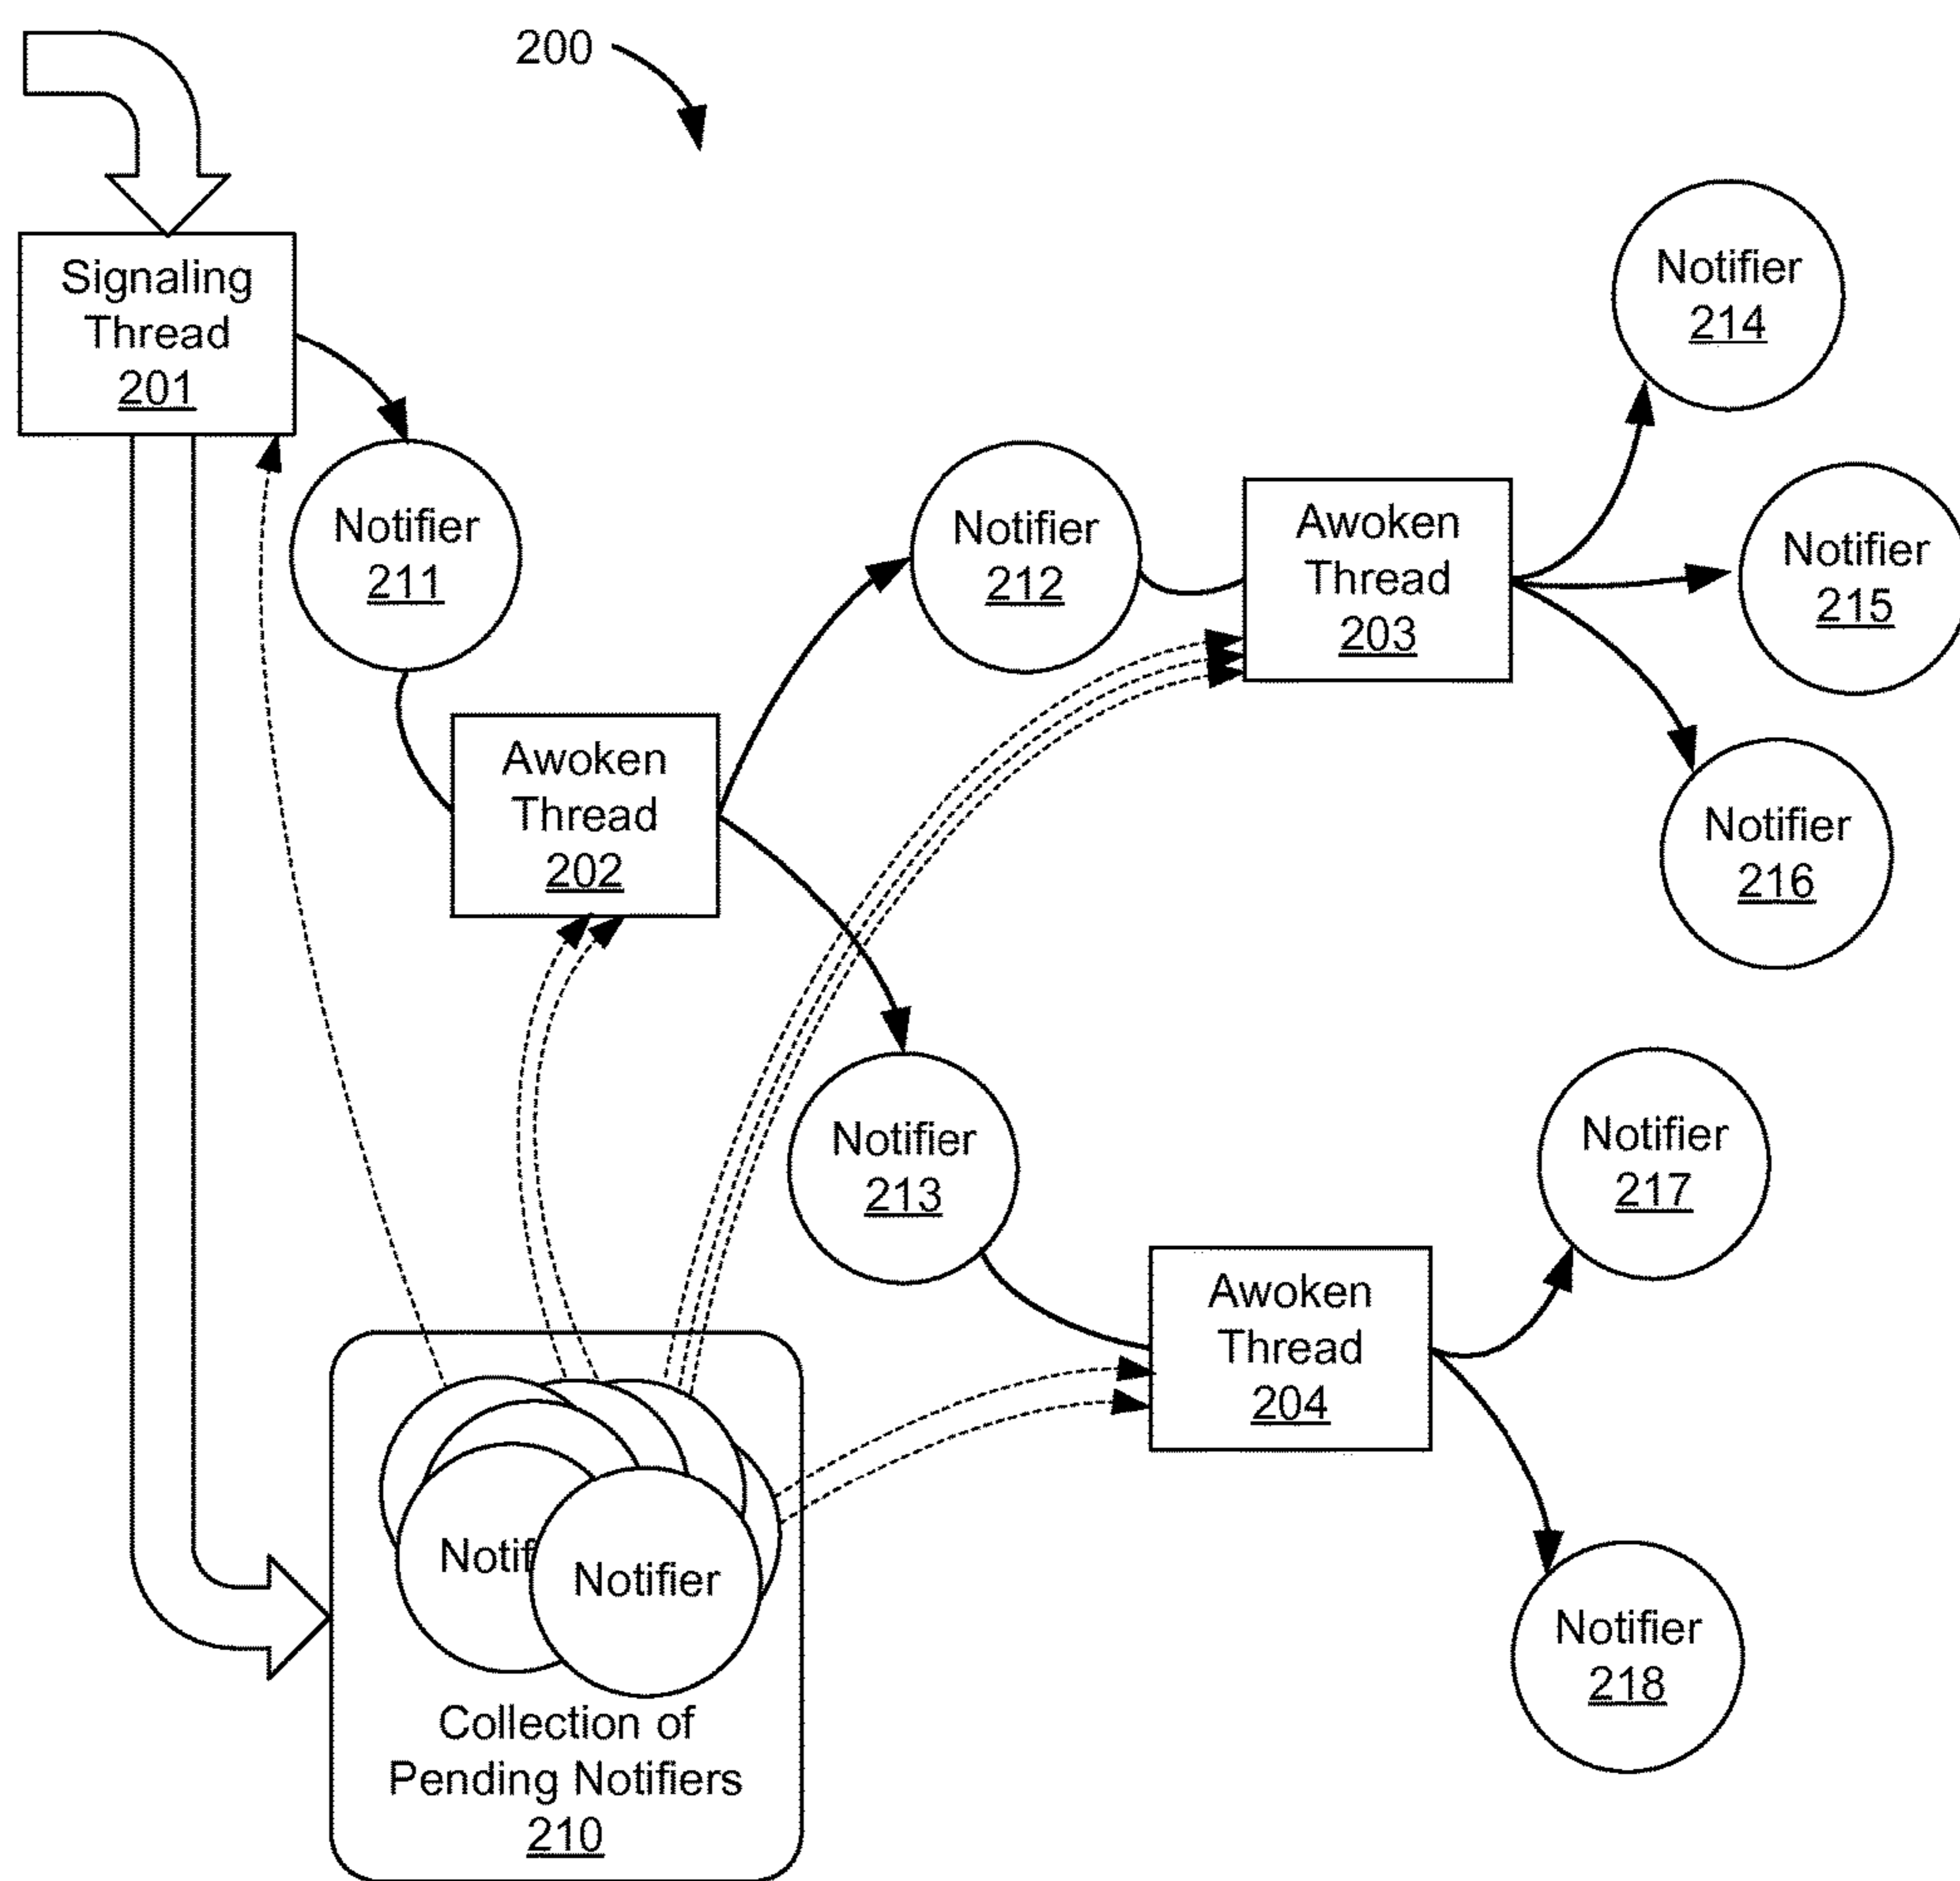 200
Signaling
Thread
201
Notifier
211
Awoken
Thread
202
Notifier
212
Awoken
Thread
203
Notifier
214
Notifier
215
Notifier
216
Notifier
213
Awoken
Thread
204
Notifier
217
Notifier
218
Notif
Notifier
Collection of
Pending Notifiers
210